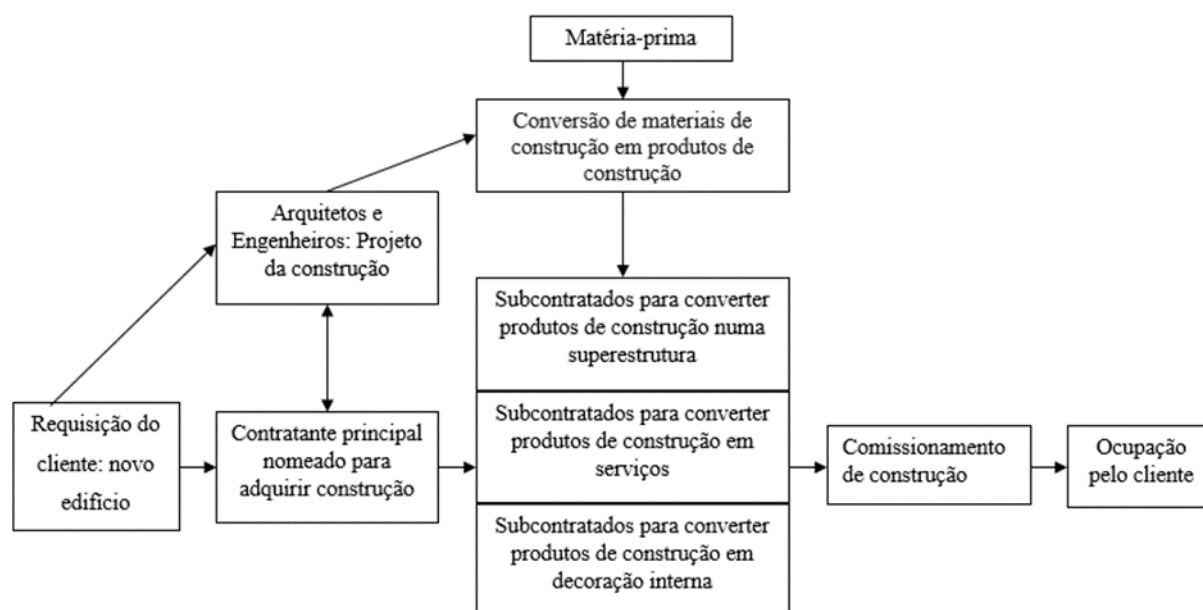 Matéria-prima
Conversão de materiais de
construção em produtos de
construção
Arquitetos e
Engenheiros: Projeto
da construção
Subcontratados para converter
produtos de construção numa
superestrutura
Requisição do
cliente: novo
edifício
Contratante principal
nomeado para
adquirir construção
Subcontratados para converter
produtos de construção em
serviços
Comissionamento
de construção
Ocupação
pelo cliente
Subcontratados para converter
produtos de construção em
decoração interna